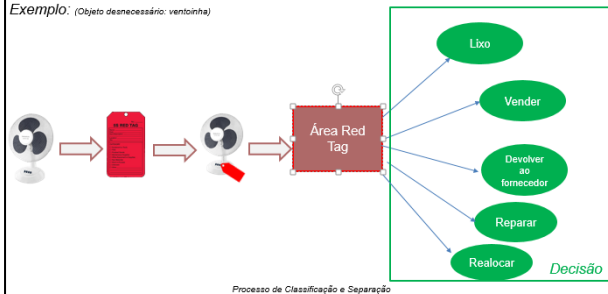 Exemplo: (Objeto desnecessário: ventoinha)
Lixo
Vender
Área Red
Tag
Devolver
ao
fornecedor
Reparar
Realocar
Decisão
Processo de Classificação e Separação